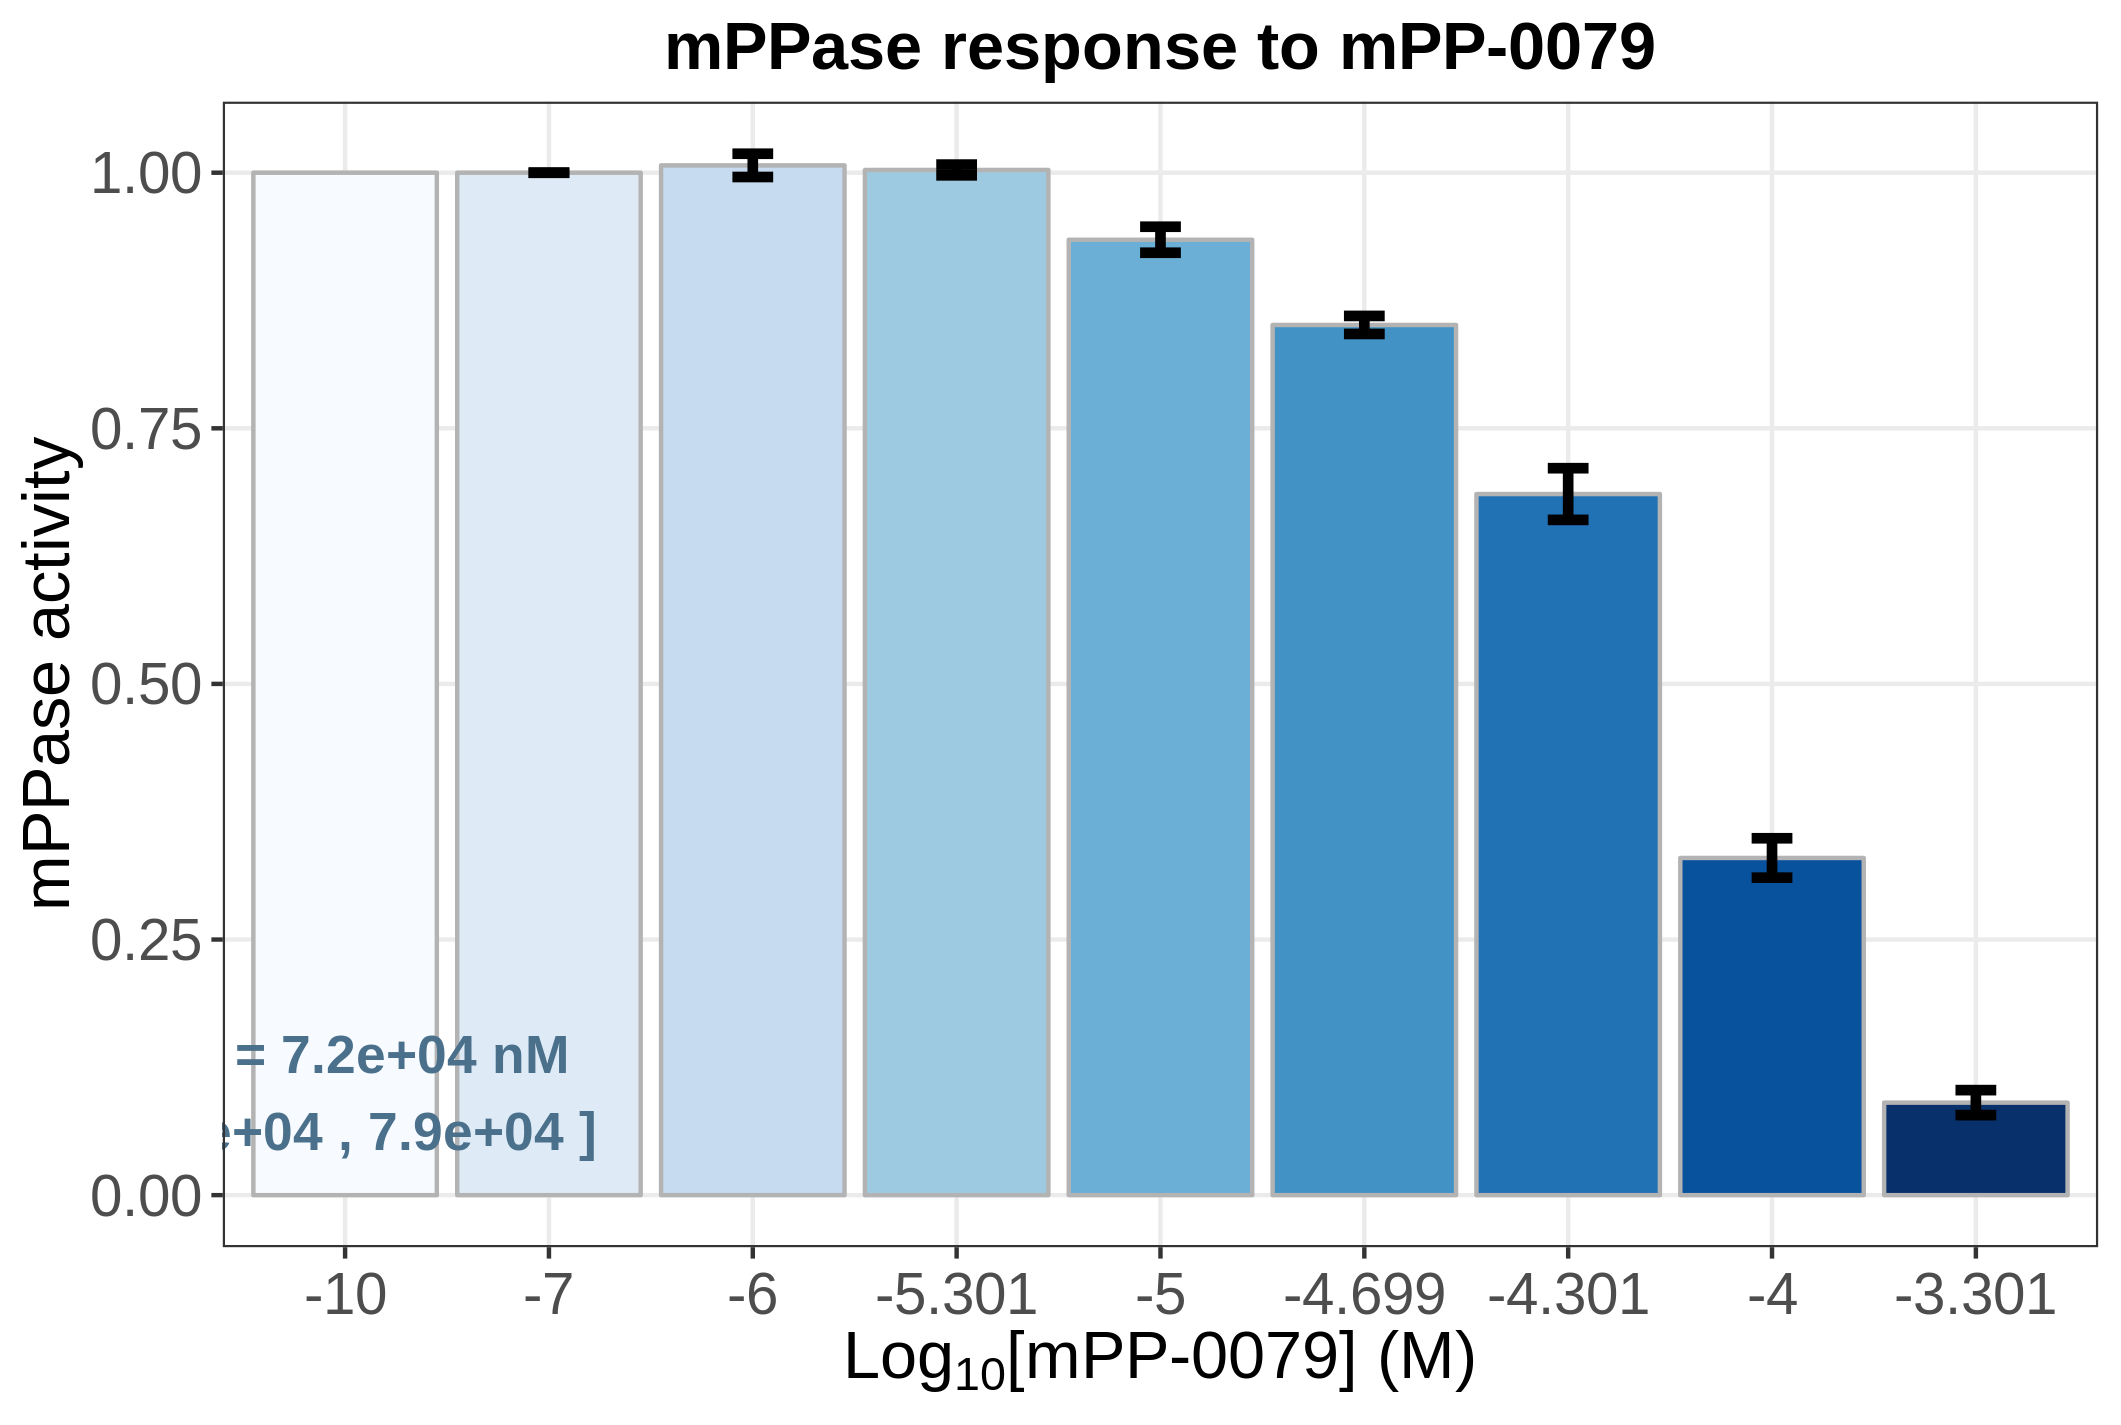 mPPase response to mPP-0079
mPPase activity
1.00
0.75
0.50
0.25
0.00
= 7.2e+04 nM
e+04 , 7.9e+04 ]
-10 -7 -6 -5.301 -5 -4.699 -4.301 -4 -3.301
Log10[mPP-0079] (M)